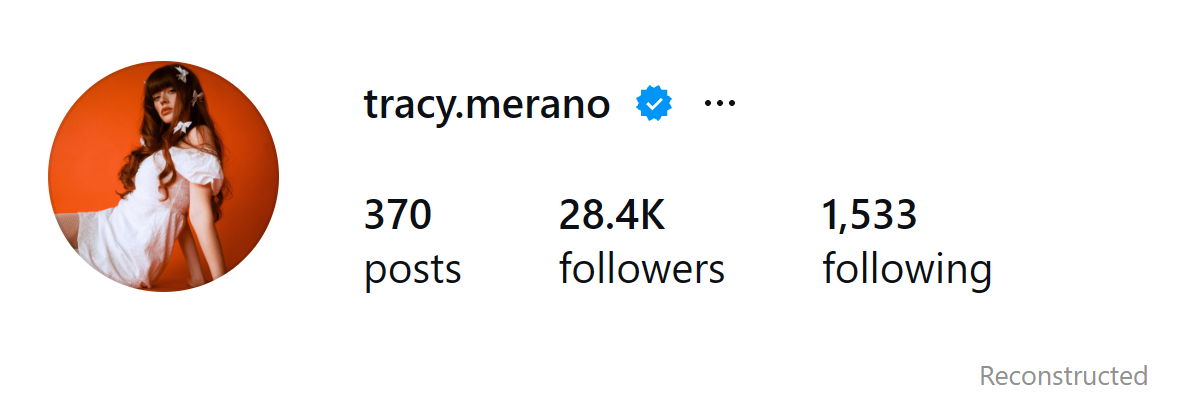 tracy.merano
370 28.4K 1,533
posts followers following
Reconstructed